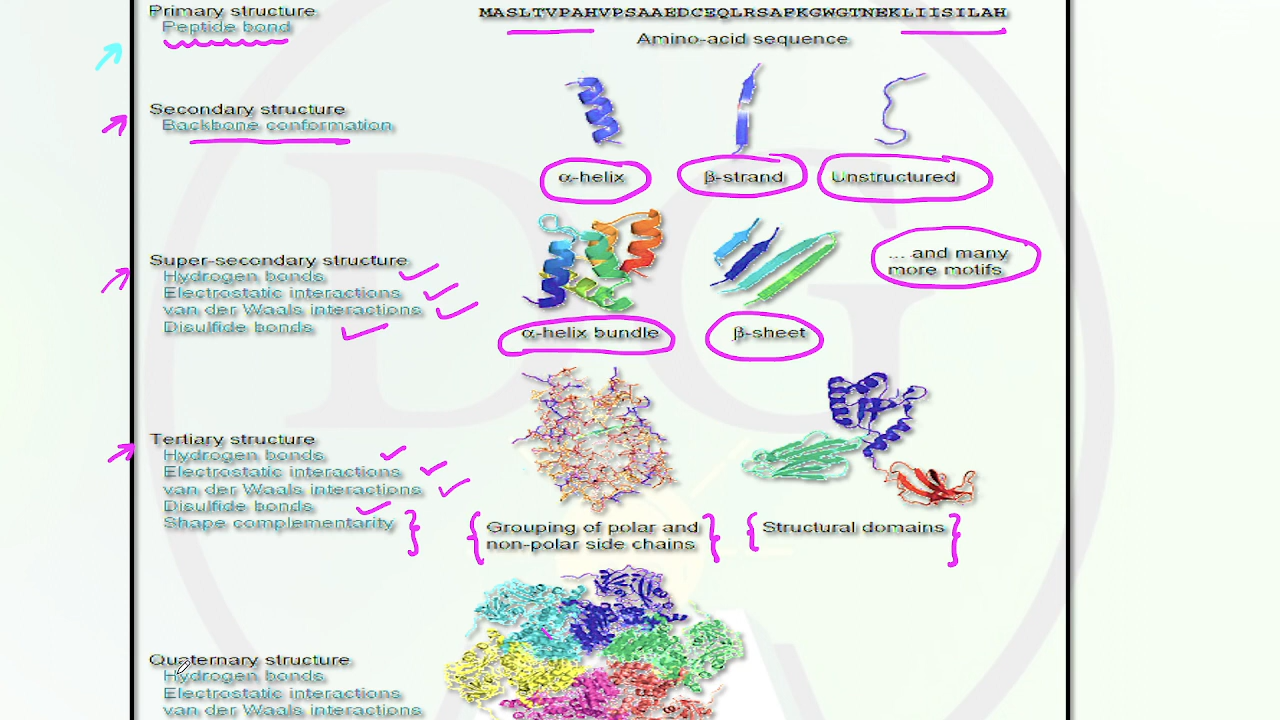 Primary structure
Peptide bond
MASLTVPAHVPSAAEDCEQLRSAFKGWGTNEKLIISILAH
Amino-acid sequence
Secondary structure
Backbone conformation
α-helix
β-strand
Unstructured
Super-secondary structure
Hydrogen bonds
Electrostatic interactions
van der Waals interactions
Disulfide bonds
α-helix bundle
β-sheet
... and many
more motifs
Tertiary structure
Hydrogen bonds
Electrostatic interactions
van der Waals interactions
Disulfide bonds
Shape complementarity
Grouping of polar and
non-polar side chains
Structural domains
Quaternary structure
Hydrogen bonds
Electrostatic interactions
van der Waals interactions